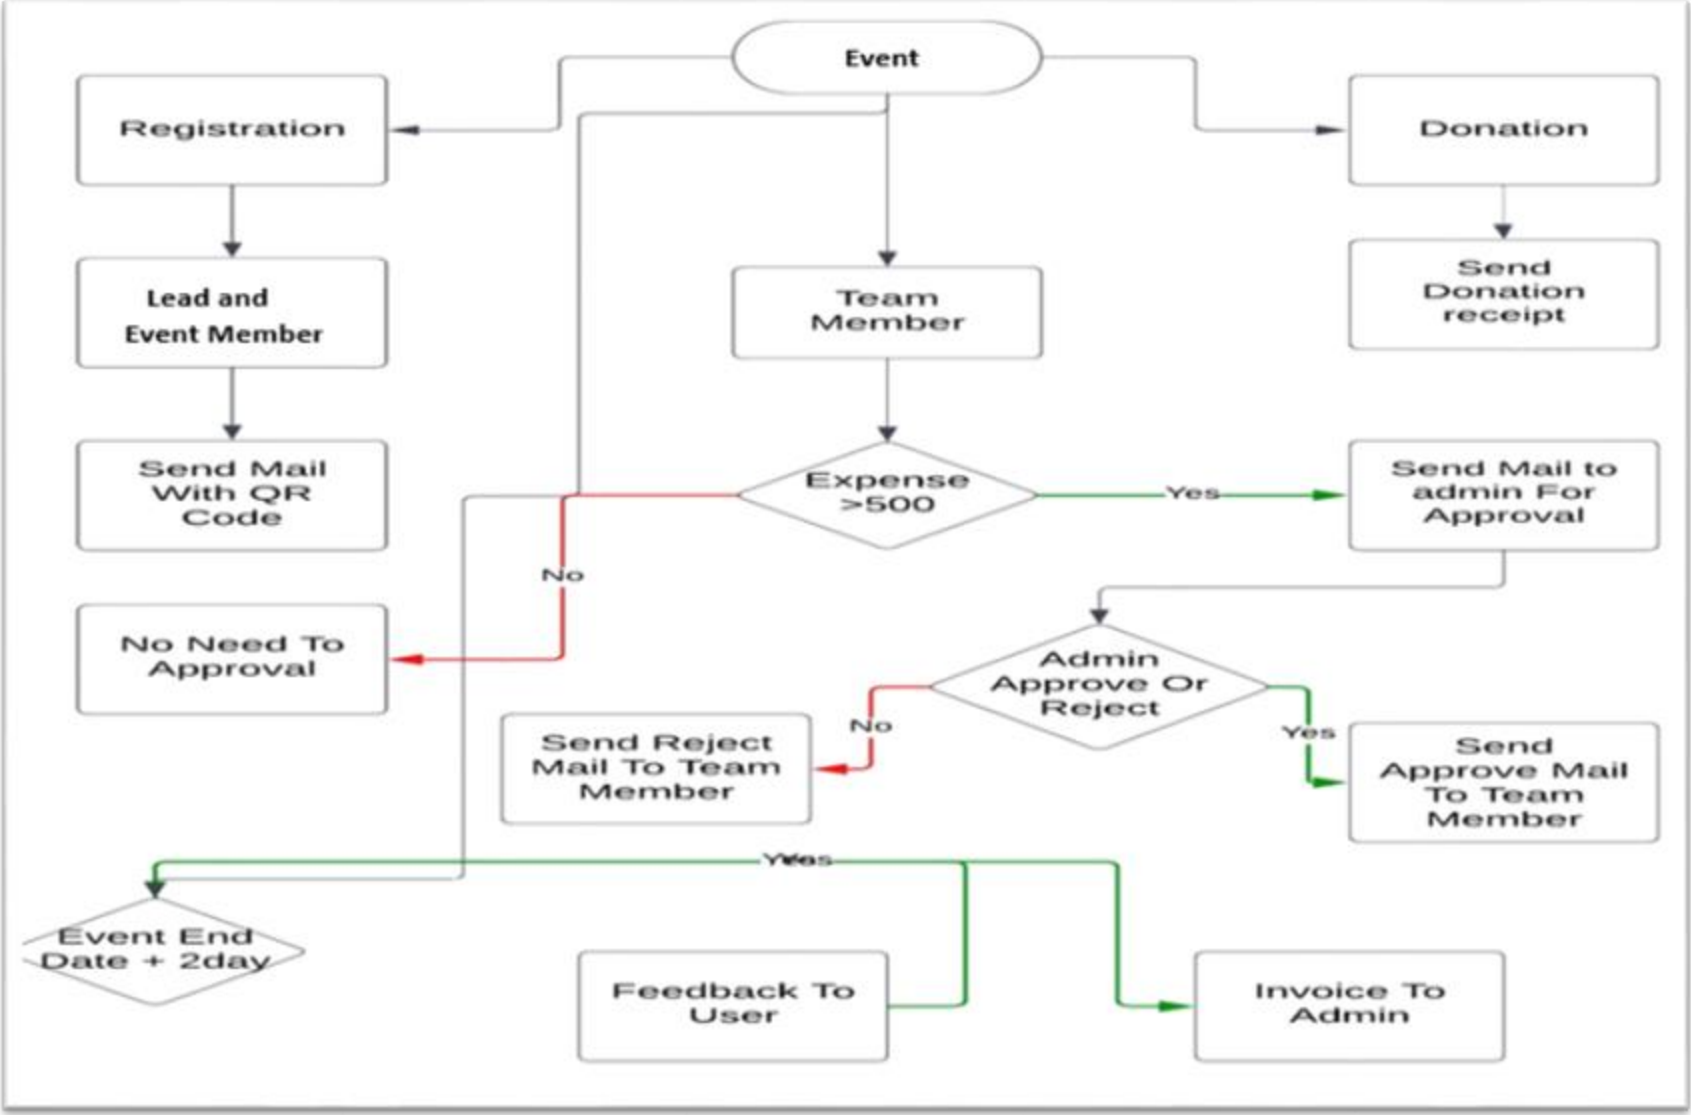 Event
Registration
Donation
Lead and
Event Member
Team
Member
Send
Donation
receipt
Send Mail
With QR
Code
Expense
>500
Yes
Send Mail to
admin For
Approval
No
No Need To
Approval
Admin
Approve Or
Reject
No
Yes
Send Reject
Mail To Team
Member
Send
Approve Mail
To Team
Member
Event End
Date + 2day
Feedback To
User
Invoice To
Admin